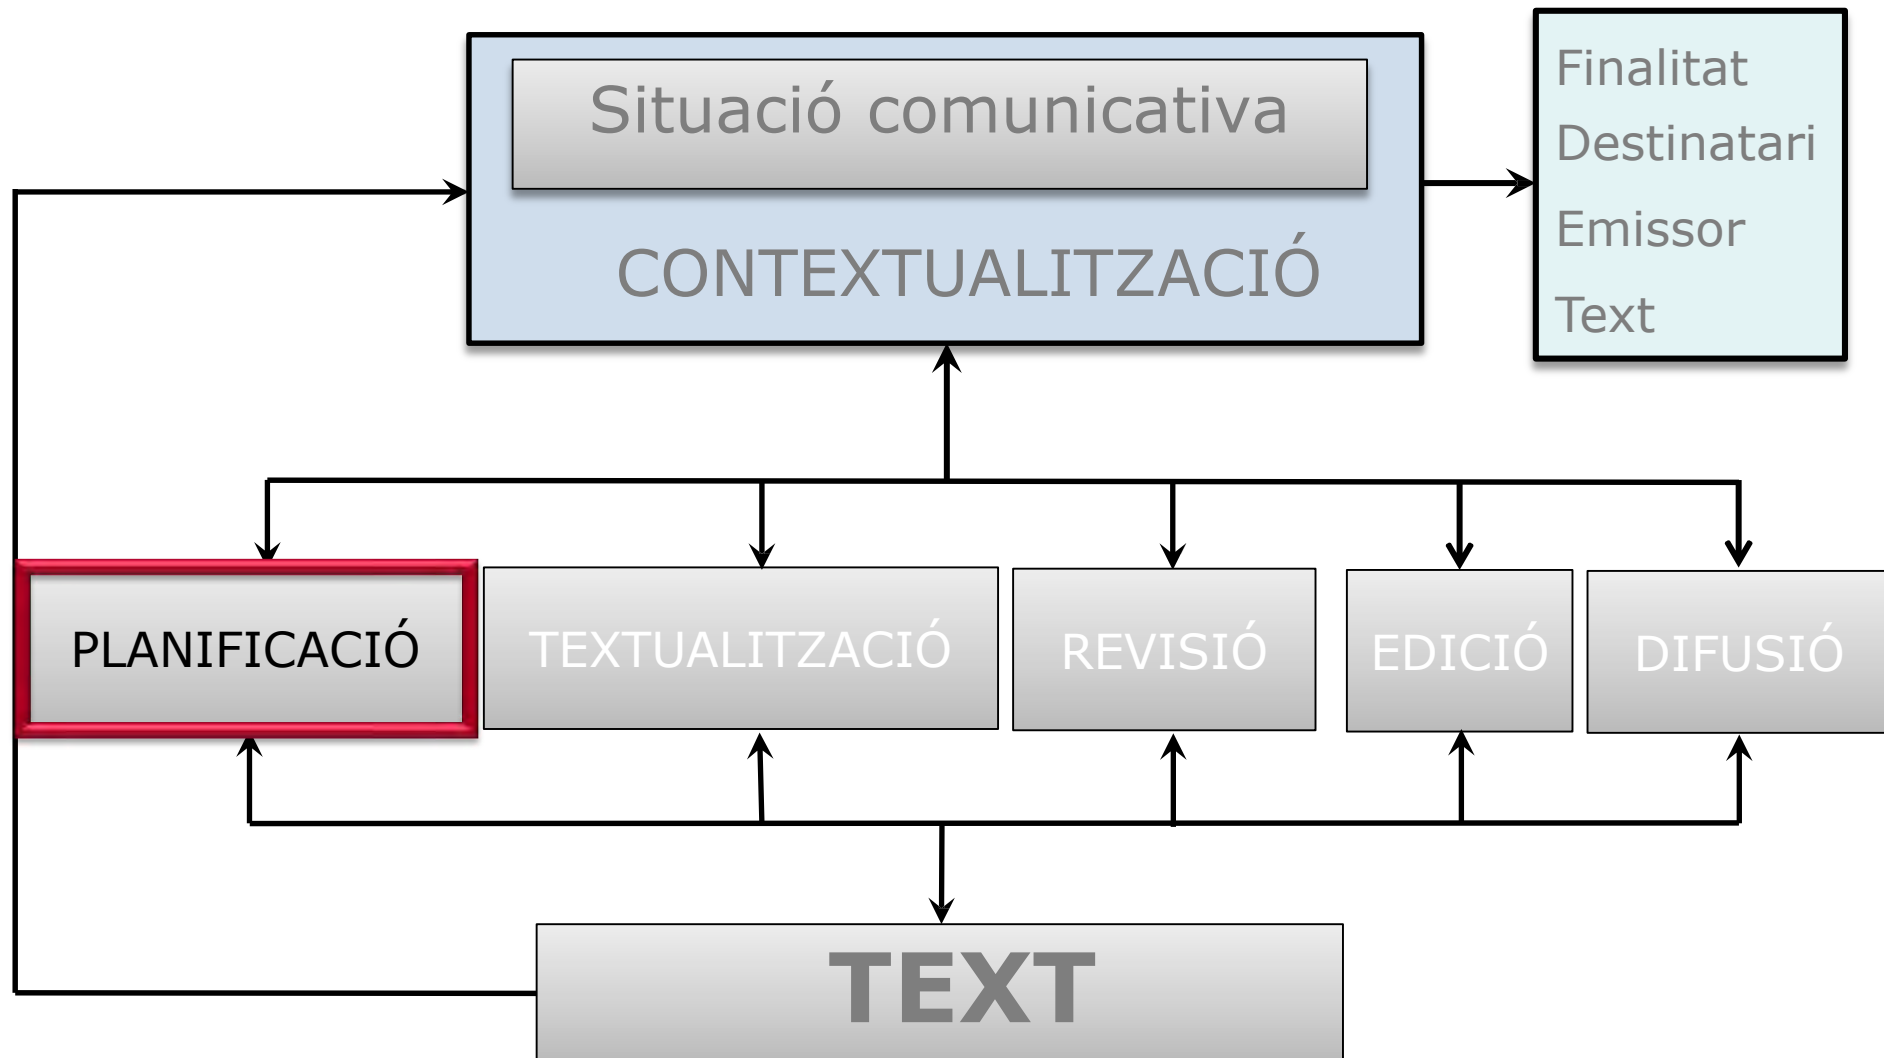 Situació comunicativa
CONTEXTUALITZACIÓ
Finalitat
Destinatari
Emissor
Text
PLANIFICACIÓ
TEXTUALITZACIÓ
REVISIÓ
EDICIÓ
DIFUSIÓ
TEXT